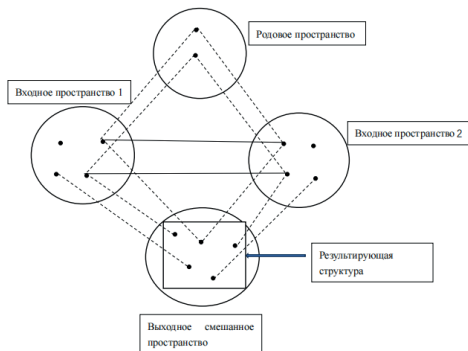 Родовое пространство
Входное пространство 1
Входное пространство 2
Результирующая
структура
Выходное смешанное
пространство